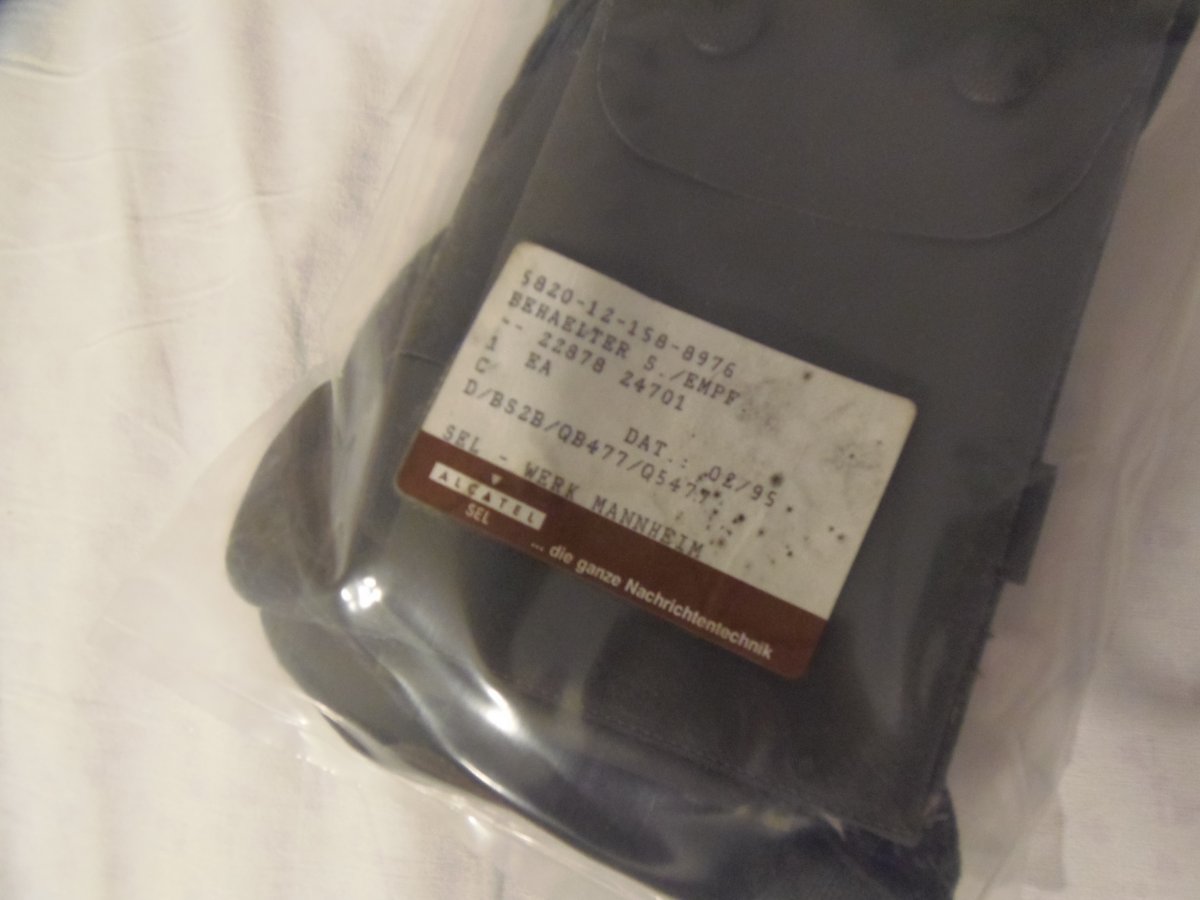 5820-12-158-8976
BEHAELTER S./EMPF.
-- 22878 24701
1 EA
C DAT.: 02/95
D/BS2B/QB477/Q5477
SEL - WERK MANNHEIM
ALCATEL
SEL
... die ganze Nachrichtentechnik